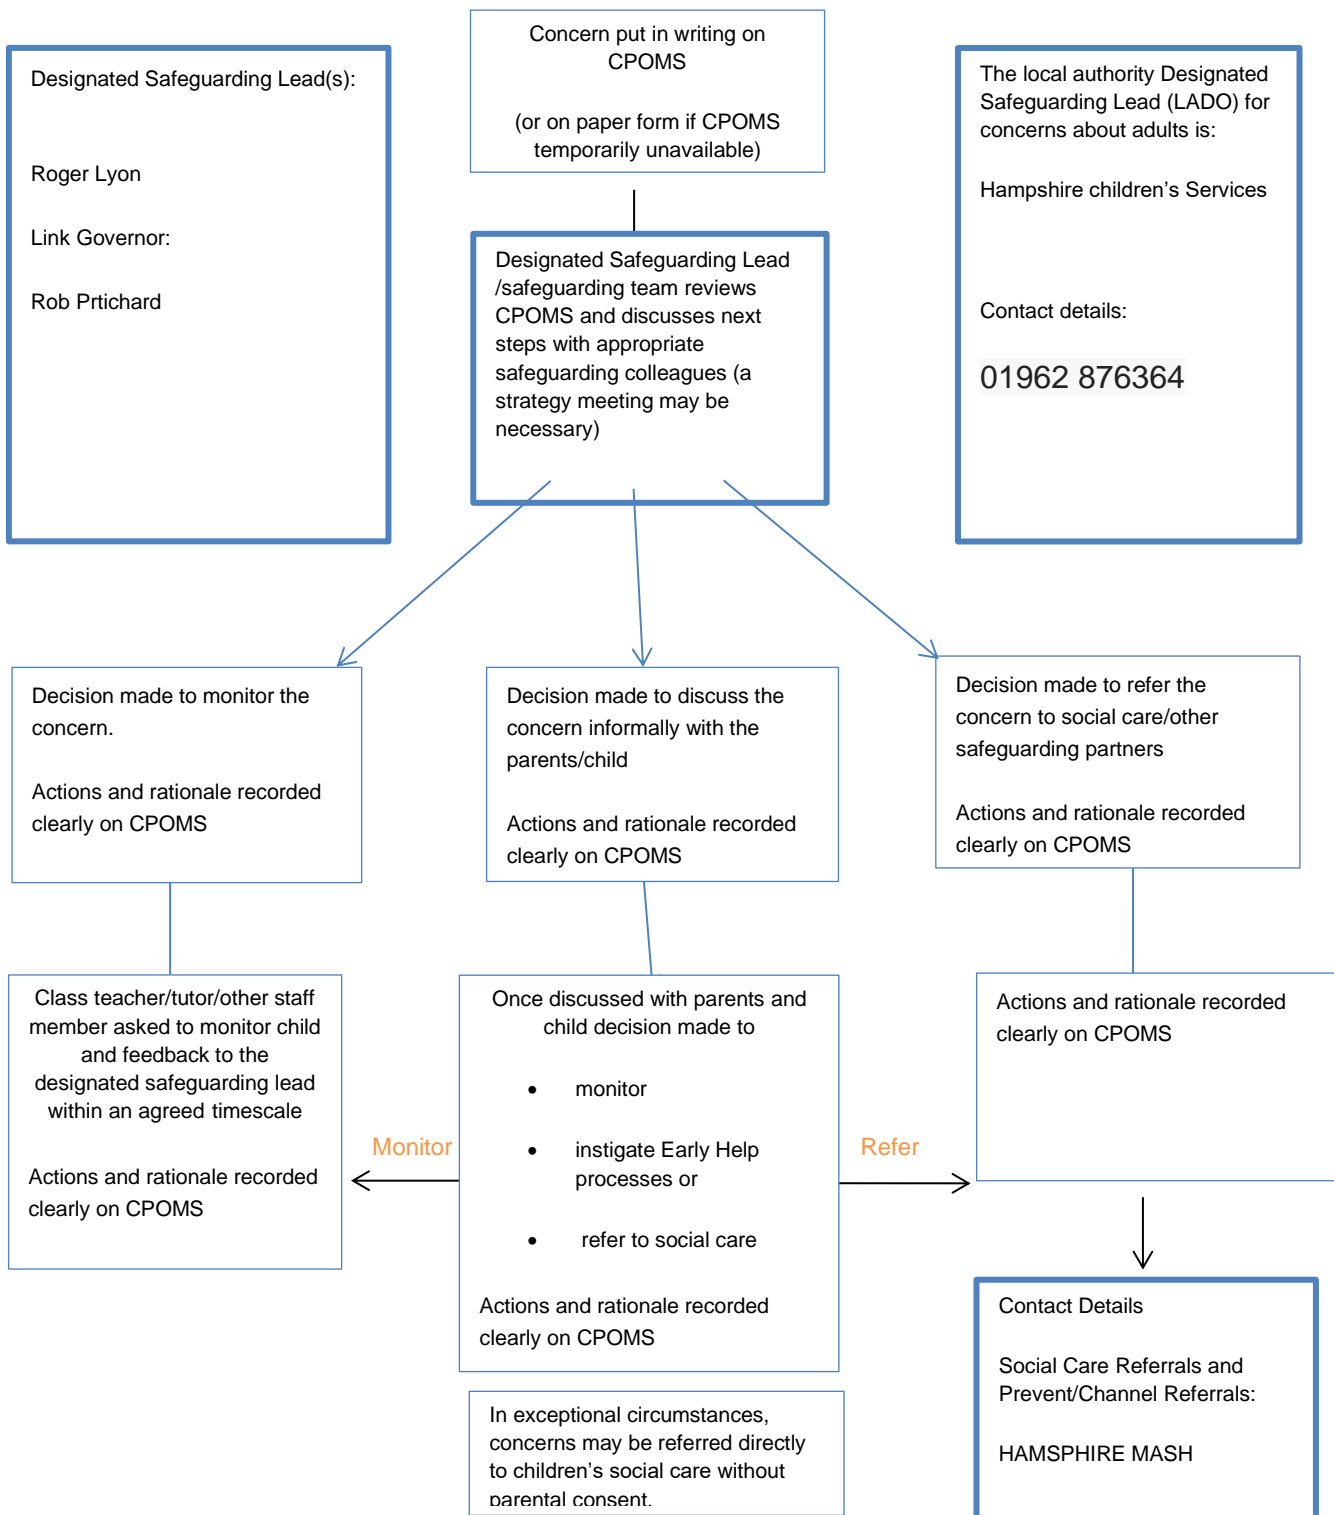 Concern put in writing on
CPOMS
(or on paper form if CPOMS
temporarily unavailable)
Designated Safeguarding Lead(s):
Roger Lyon
Link Governor:
Rob Prtichard
The local authority Designated
Safeguarding Lead (LADO) for
concerns about adults is:
Hampshire children’s Services
Contact details:
01962 876364
Designated Safeguarding Lead
/safeguarding team reviews
CPOMS and discusses next
steps with appropriate
safeguarding colleagues (a
strategy meeting may be
necessary)
Decision made to monitor the
concern.
Actions and rationale recorded
clearly on CPOMS
Decision made to discuss the
concern informally with the
parents/child
Actions and rationale recorded
clearly on CPOMS
Decision made to refer the
concern to social care/other
safeguarding partners
Actions and rationale recorded
clearly on CPOMS
Class teacher/tutor/other staff
member asked to monitor child
and feedback to the
designated safeguarding lead
within an agreed timescale
Actions and rationale recorded
clearly on CPOMS
Monitor
Once discussed with parents and
child decision made to
• monitor
• instigate Early Help
processes or
• refer to social care
Actions and rationale recorded
clearly on CPOMS
Refer
Actions and rationale recorded
clearly on CPOMS
In exceptional circumstances,
concerns may be referred directly
to children’s social care without
parental consent.
Contact Details
Social Care Referrals and
Prevent/Channel Referrals:
HAMSPHIRE MASH